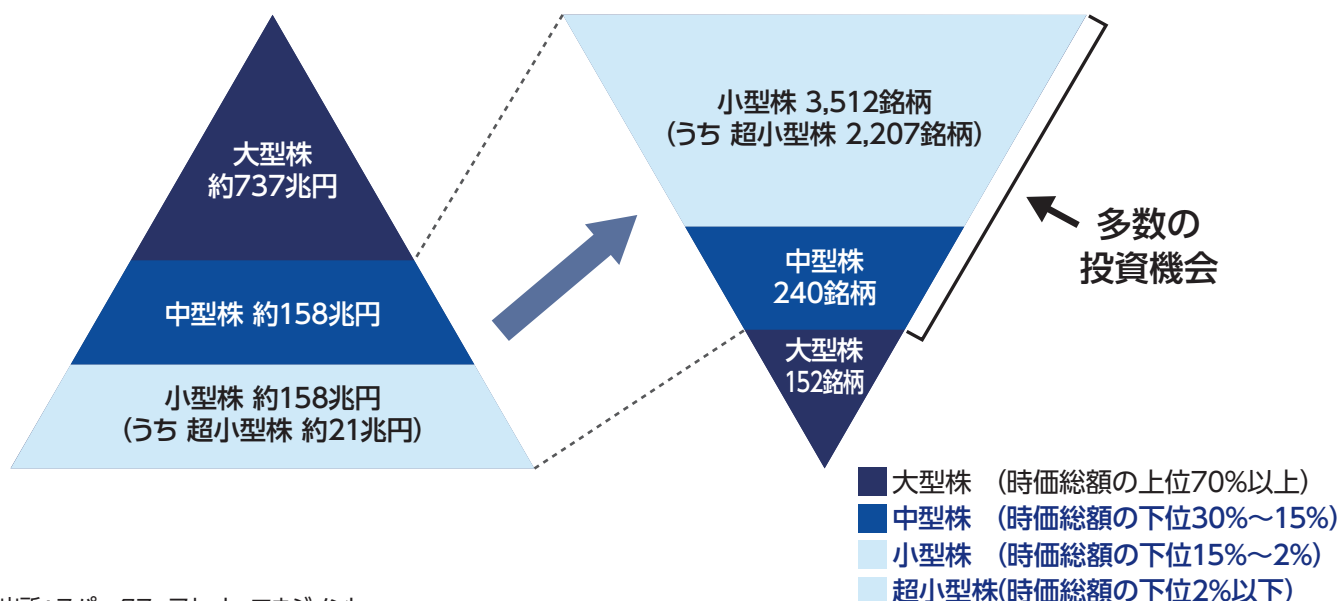 大型株
約737兆円
中型株 約158兆円
小型株 約158兆円
(うち 超小型株 約21兆円)
小型株 3,512銘柄
(うち 超小型株 2,207銘柄)
中型株
240銘柄
大型株
152銘柄
多数の
投資機会
大型株 (時価総額の上位70%以上)
中型株 (時価総額の下位30%～15%)
小型株 (時価総額の下位15%～2%)
超小型株(時価総額の下位2%以下)